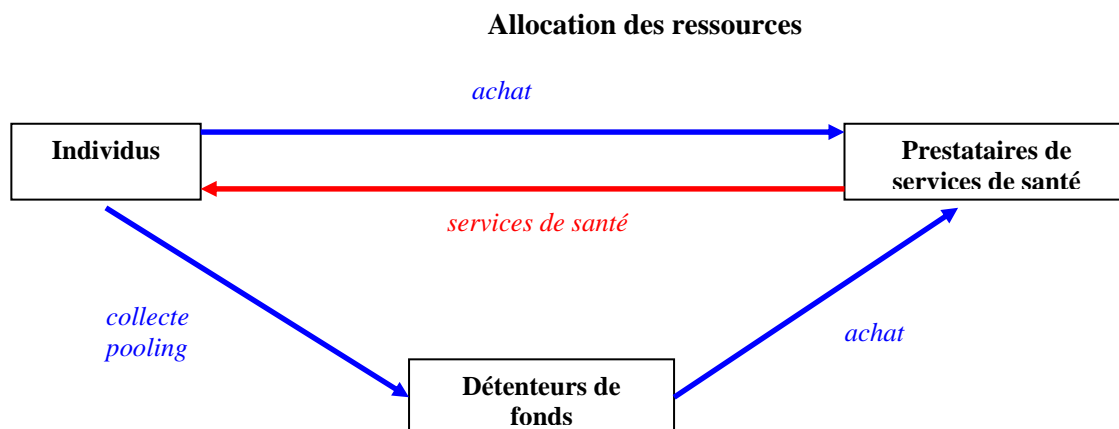 Allocation des ressources
achat
Individus
Prestataires de
services de santé
services de santé
collecte
pooling
achat
Détenteurs de
fonds